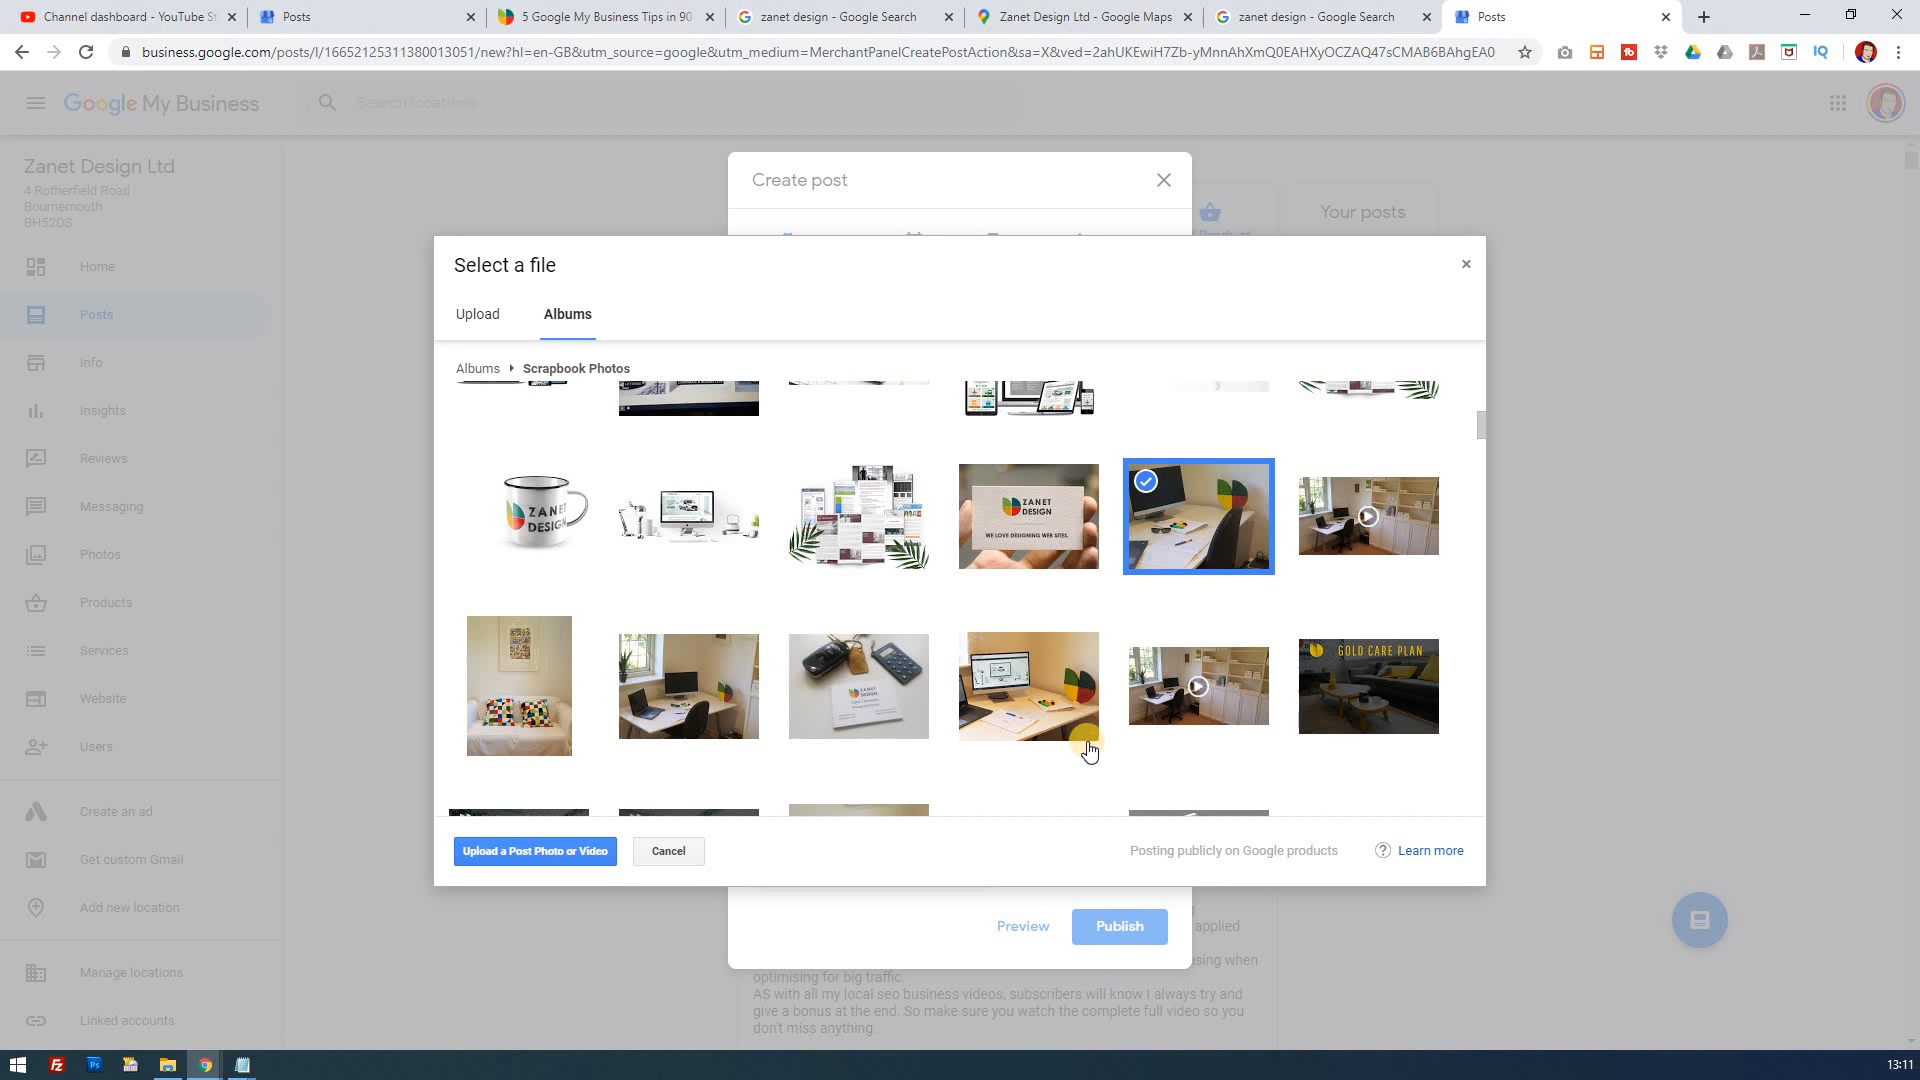 Channel dashboard - YouTube St
Posts
5 Google My Business Tips in 90
zanet design - Google Search
Zanet Design Ltd - Google Maps
zanet design - Google Search
Posts
business.google.com/posts/l/16652125311380013051/new?hl=en-GB&utm_source=google&utm_medium=MerchantPanelCreatePostAction&sa=X&ved=2ahUKEwiH7Zb-yMnnAhXmQ0EAHXyOCZAQ47sCMAB6BAhgEA0
Google My Business
Search locations
Zanet Design Ltd
4 Rotherfield Road
Bournemouth
BH52DS
Home
Posts
Info
Insights
Reviews
Messaging
Photos
Products
Services
Website
Users
Create an ad
Get custom Gmail
Add new location
Manage locations
Linked accounts
Create post
Product
Your posts
Select a file
Upload
Albums
Albums
Scrapbook Photos
ZANET
DESIGN
ZANET
DESIGN
WE LOVE DESIGNING WEB SITES.
ZANET
DESIGN
GOLD CARE PLAN
Upload a Post Photo or Video
Cancel
Posting publicly on Google products
Learn more
Preview
Publish
applied
sing when
optimising for big traffic.
AS with all my local seo business videos, subscribers will know I always try and
give a bonus at the end. So make sure you watch the complete full video so you
don't miss anything
13:11